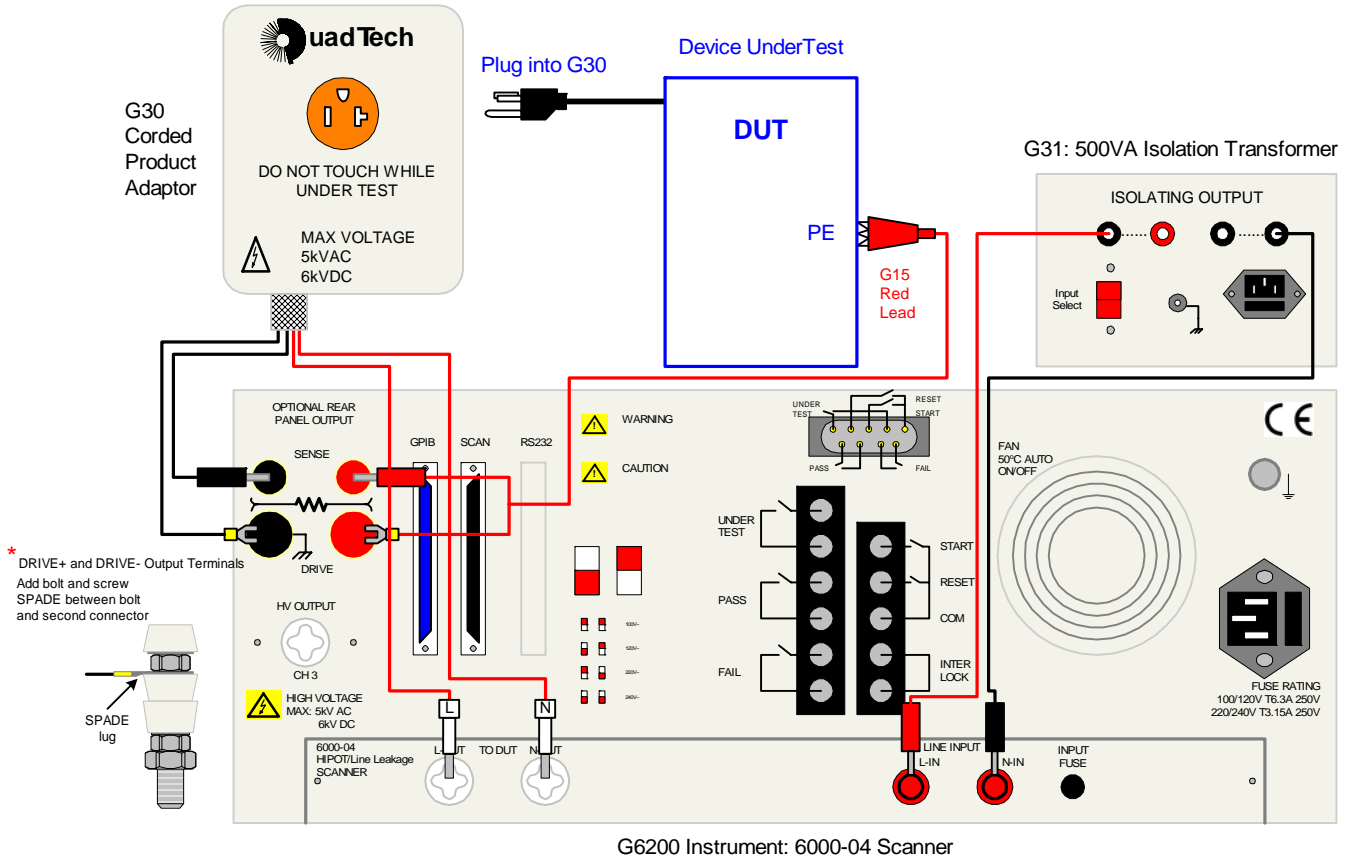 uadTech
DO NOT TOUCH WHILE
UNDER TEST
MAX VOLTAGE
5kVAC
6kVDC
G30
Corded
Product
Adaptor
Plug into G30
Device UnderTest
DUT
PE
G15
Red
Lead
G31: 500VA Isolation Transformer
ISOLATING OUTPUT
Input
Select
OPTIONAL REAR
PANEL OUTPUT
SENSE
DRIVE
GPIB
SCAN
RS232
WARNING
CAUTION
UNDER
TEST
RESET
START
PASS
FAIL
FAN
50°C AUTO
ON/OFF
CE
UNDER
TEST
PASS
FAIL
START
RESET
COM
INTER
LOCK
* DRIVE+ and DRIVE- Output Terminals
Add bolt and screw
SPADE between bolt
and second connector
SPADE
lug
HV OUTPUT
CH 3
HIGH VOLTAGE
MAX: 5kV AC
6kV DC
100V~
120V~
220V~
240V~
FUSE RATING
100/120V T6.3A 250V
220/240V T3.15A 250V
L
N
6000-04
HIPOT/Line Leakage
SCANNER
L-OUT
TO DUT
N-OUT
LINE INPUT
L-IN
N-IN
INPUT
FUSE
G6200 Instrument: 6000-04 Scanner